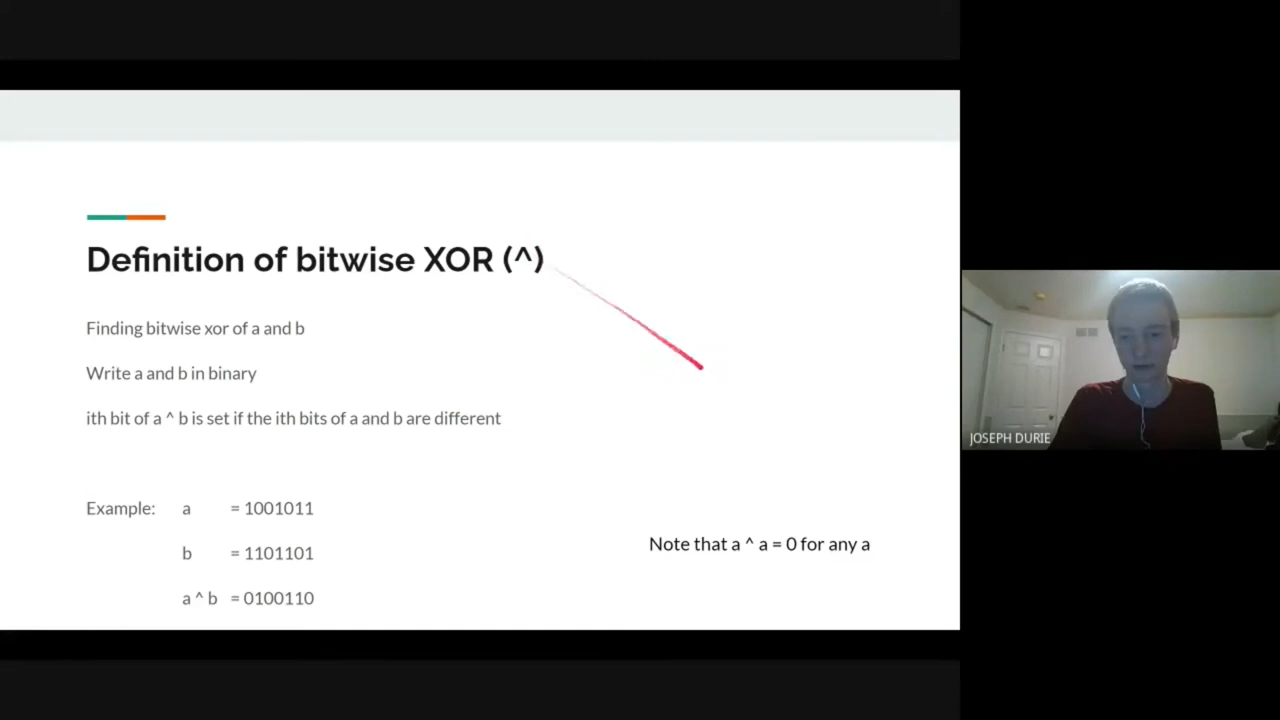 Definition of bitwise XOR (^)
Finding bitwise xor of a and b
Write a and b in binary
ith bit of a ^ b is set if the ith bits of a and b are different
Example: a = 1001011
b = 1101101
Note that a ^ a = 0 for any a
a ^ b = 0100110
JOSEPH DURIE